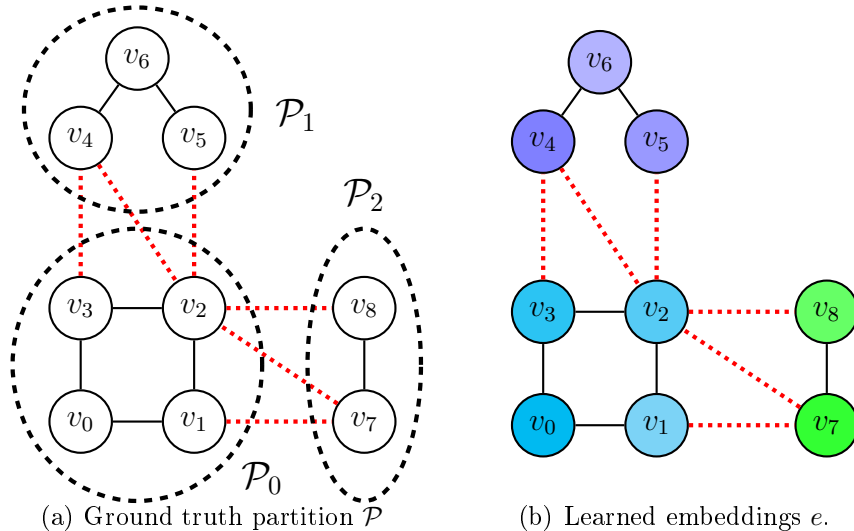 v₆ v₆
v₄ v₅ 𝒫₁ v₄ v₅
𝒫₂
v₃ v₂ v₈ v₃ v₂ v₈
v₀ v₁ v₇ v₀ v₁ v₇
𝒫₀
(a) Ground truth partition 𝒫 (b) Learned embeddings e.